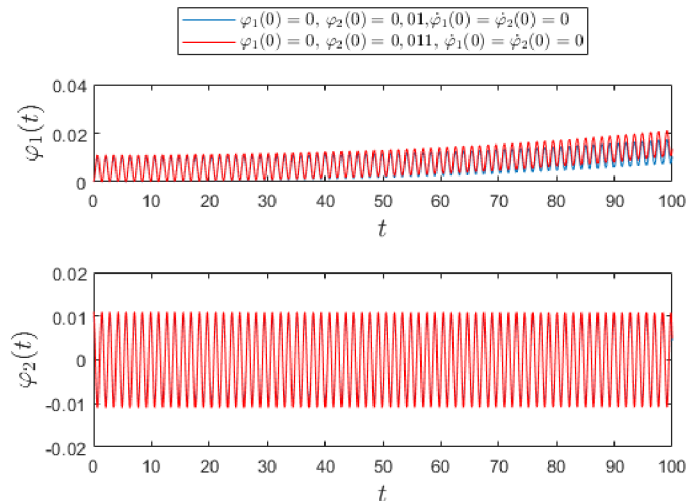 φ₁(0) = 0, φ₂(0) = 0, 01,φ̇₁(0) = φ̇₂(0) = 0
φ₁(0) = 0, φ₂(0) = 0, 011, φ̇₁(0) = φ̇₂(0) = 0
0.04
0.02
0
φ₁(t)
0 10 20 30 40 50 60 70 80 90 100
t
0.02
0.01
0
-0.01
-0.02
φ₂(t)
0 10 20 30 40 50 60 70 80 90 100
t